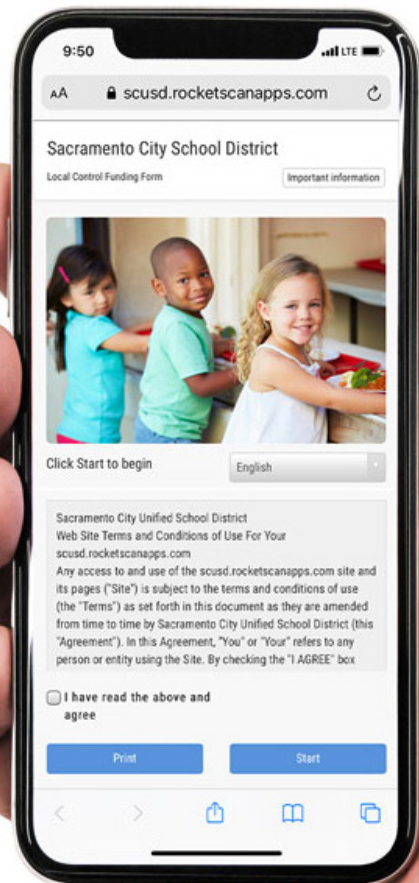 9:50
LTE
AA scusd.rocketscanapps.com
Sacramento City School District
Local Control Funding Form
Important information
Click Start to begin
English
Sacramento City Unified School District
Web Site Terms and Conditions of Use For Your
scusd.rocketscanapps.com
Any access to and use of the scusd.rocketscanapps.com site and
its pages ("Site") is subject to the terms and conditions of use
(the "Terms") as set forth in this document as they are amended
from time to time by Sacramento City Unified School District (this
"Agreement"). In this Agreement, "You" or "Your" refers to any
person or entity using the Site. By checking the "I AGREE" box
I have read the above and
agree
Print
Start